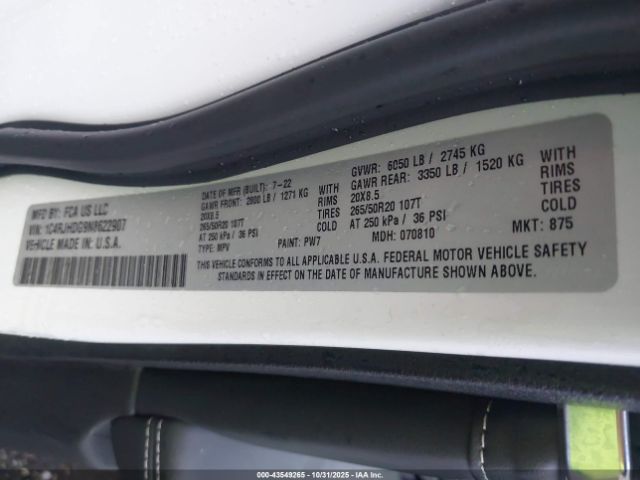 MFD BY: FCA US LLC
VIN: 1C4RJHDG9N8622907
VEHICLE MADE IN: U.S.A.
DATE OF MFR (BUILT): 7-22
GAWR FRONT: 2800 LB / 1271 KG WITH
20X8.5 RIMS
265/50R20 107T TIRES
AT 250 kPa / 36 PSI COLD
TYPE: MPV PAINT: PW7
GVWR: 6050 LB / 2745 KG
GAWR REAR: 3350 LB / 1520 KG WITH
20X8.5 RIMS
265/50R20 107T TIRES
AT 250 kPa / 36 PSI COLD
MDH: 070810 MKT: 875
THIS VEHICLE CONFORMS TO ALL APPLICABLE U.S.A. FEDERAL MOTOR VEHICLE SAFETY
STANDARDS IN EFFECT ON THE DATE OF MANUFACTURE SHOWN ABOVE.
000-43549265 - 10/31/2025 - © IAA Holdings, LLC